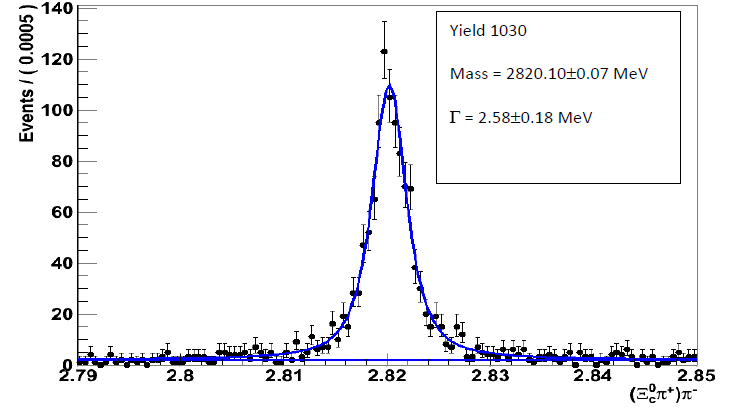 140
120
100
80
60
40
20
0
Events / ( 0.0005 )
Yield 1030
Mass = 2820.10±0.07 MeV
Γ = 2.58±0.18 MeV
2.79 2.8 2.81 2.82 2.83 2.84 2.85
(Ξc⁰π⁺)π⁻